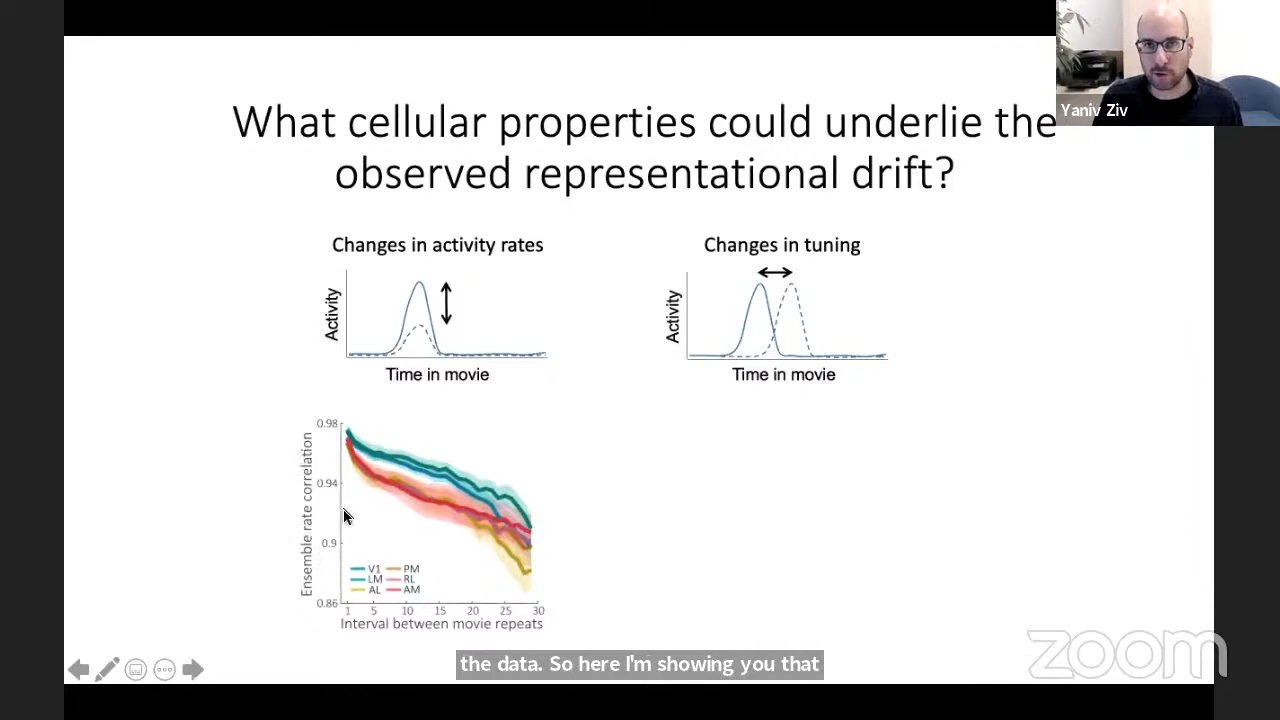 Yaniv Ziv
What cellular properties could underlie the
observed representational drift?
Changes in activity rates
Activity
Time in movie
Changes in tuning
Activity
Time in movie
Ensemble rate correlation
0.98
0.94
0.9
0.86
V1 PM
LM RL
AL AM
1 5 10 15 20 25 30
Interval between movie repeats
the data. So here I'm showing you that
zoom